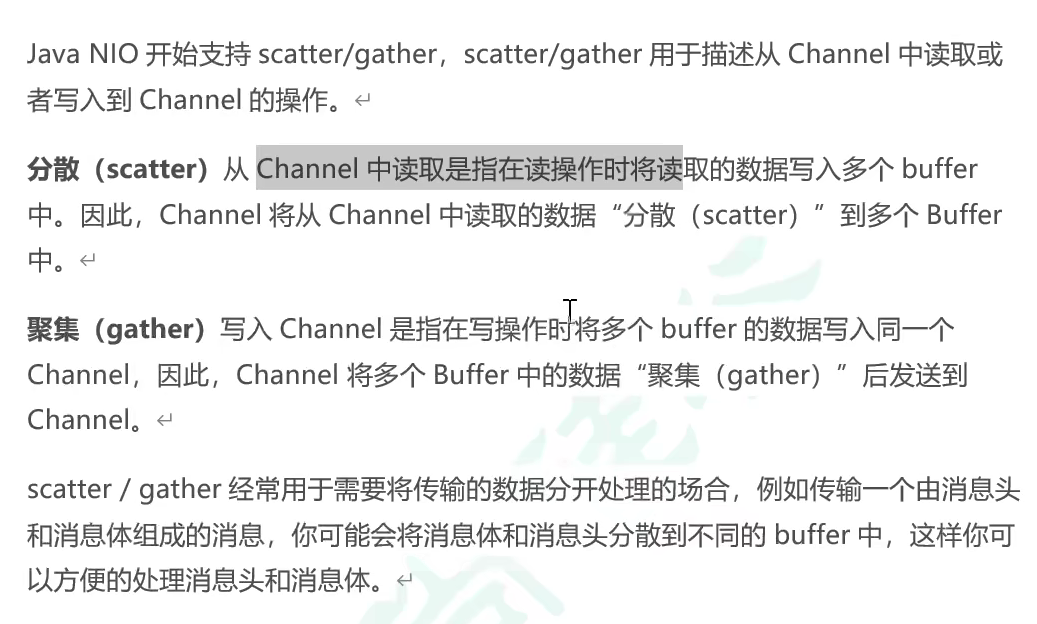 Java NIO 开始支持 scatter/gather，scatter/gather 用于描述从 Channel 中读取或
者写入到 Channel 的操作。
分散（scatter）从 Channel 中读取是指在读操作时将读取的数据写入多个 buffer
中。因此，Channel 将从 Channel 中读取的数据“分散（scatter）”到多个 Buffer
中。
聚集（gather）写入 Channel 是指在写操作时将多个 buffer 的数据写入同一个
Channel，因此，Channel 将多个 Buffer 中的数据“聚集（gather）”后发送到
Channel。
scatter / gather 经常用于需要将传输的数据分开处理的场合，例如传输一个由消息头
和消息体组成的消息，你可能会将消息体和消息头分散到不同的 buffer 中，这样你可
以方便的处理消息头和消息体。